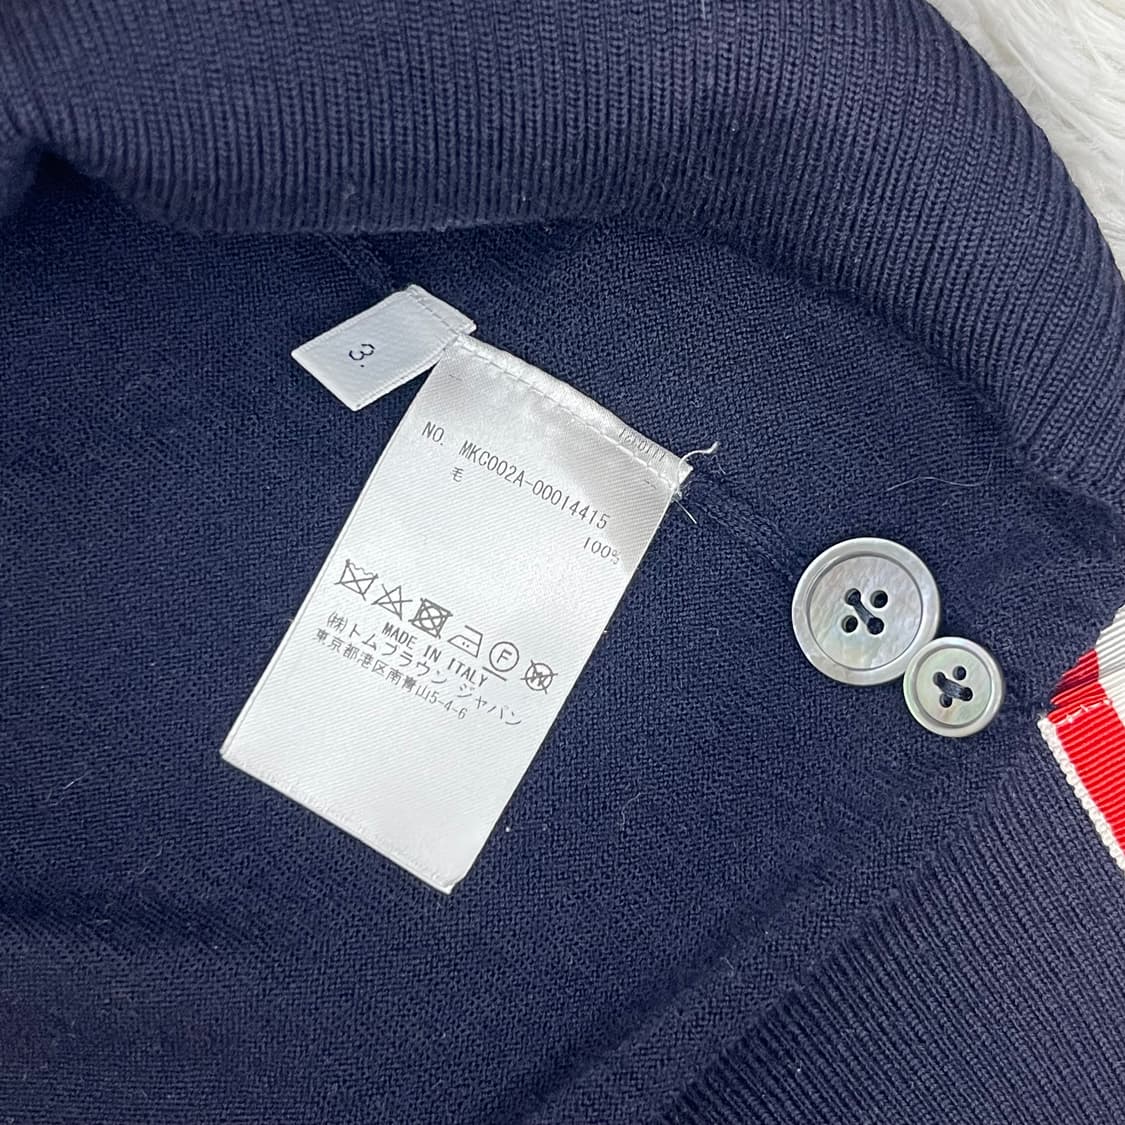 3.
NO. MKC002A-00014415
毛 100%
MADE IN ITALY
(株)トムブラウン ジャパン
東京都港区南青山5-4-6